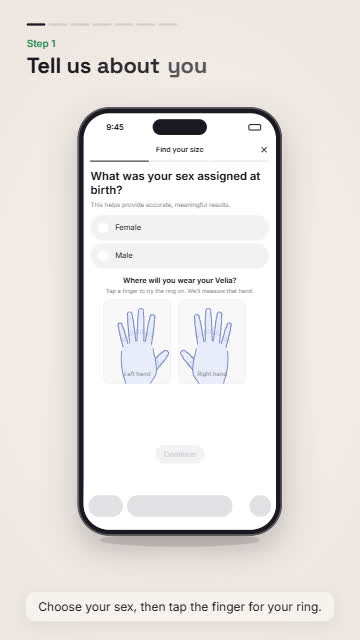 Step 1
Tell us about you
9:45
Find your size
What was your sex assigned at
birth?
This helps provide accurate, meaningful results.
Female
Male
Where will you wear your Velia?
Tap a finger to try the ring on. We'll measure that hand.
Left hand
Right hand
Continue
Choose your sex, then tap the finger for your ring.